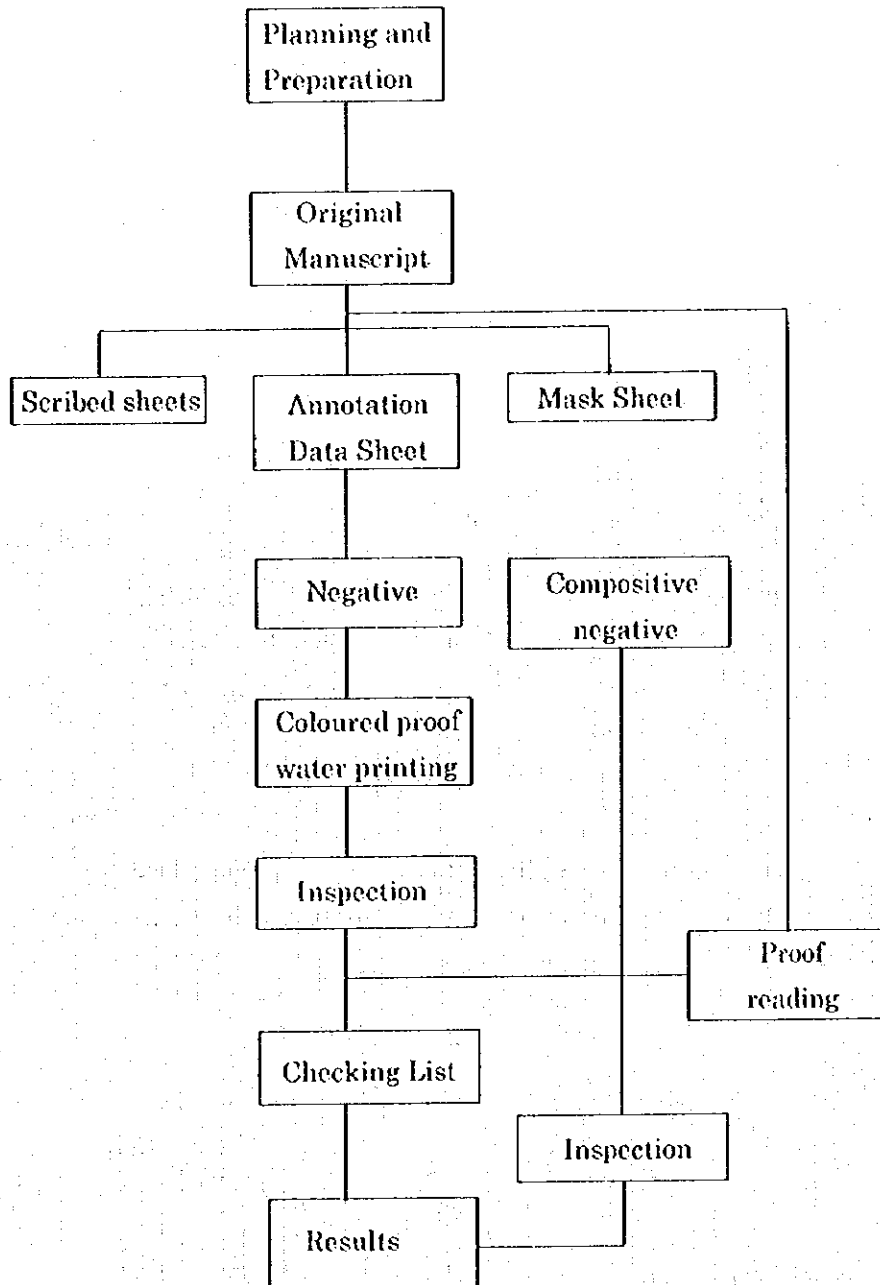 Planning and
Preparation
Original
Manuscript
Scribed sheets
Annotation
Data Sheet
Mask Sheet
Negative
Compositive
negative
Coloured proof
water printing
Inspection
Proof
reading
Checking List
Inspection
Results